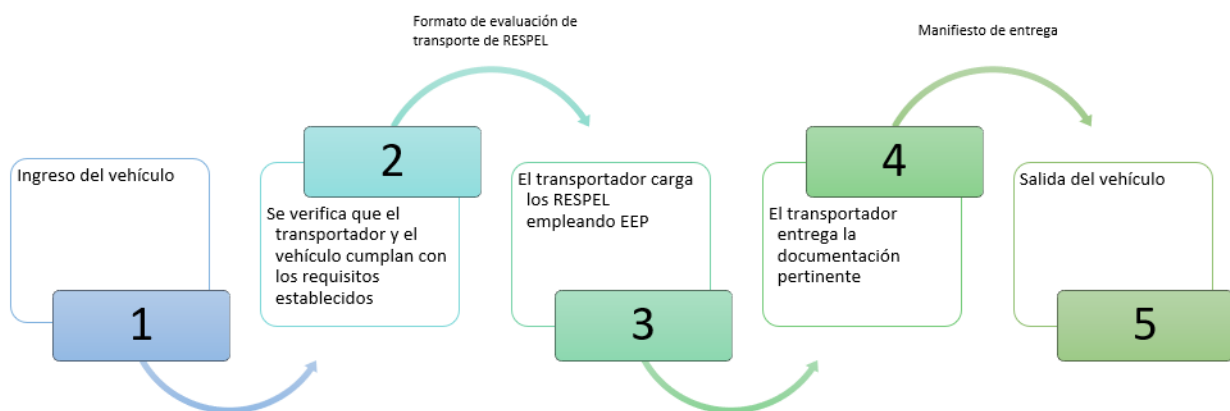 Formato de evaluación de
transporte de RESPEL
Manifiesto de entrega
Ingreso del vehículo
1
2
Se verifica que el
transportador y el
vehículo cumplan con
los requisitos
establecidos
El transportador carga
los RESPEL
empleando EEP
3
4
El transportador
entrega la
documentación
pertinente
Salida del vehículo
5